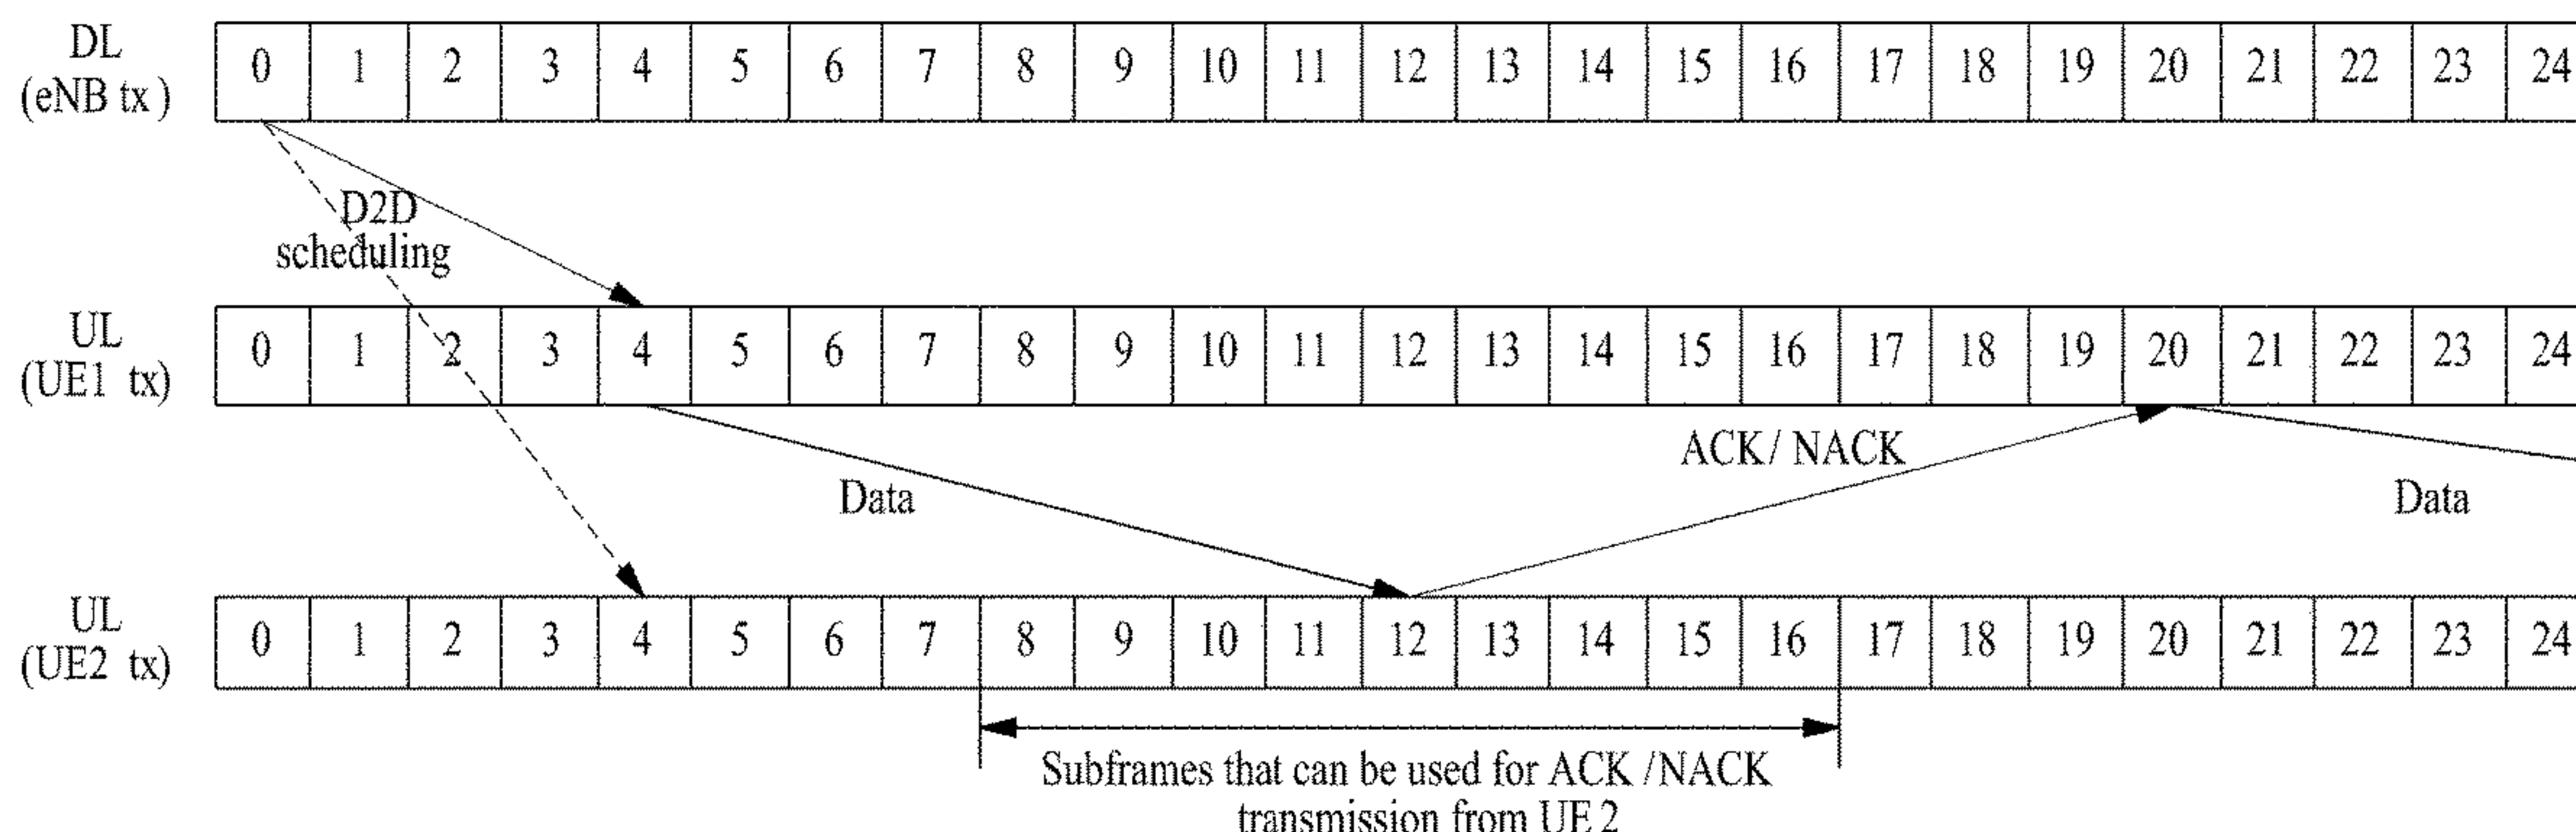 DL
(eNB tx )
0 1 2 3 4 5 6 7 8 9 10 11 12 13 14 15 16 17 18 19 20 21 22 23 24
D2D
scheduling
UL
(UE1 tx)
0 1 2 3 4 5 6 7 8 9 10 11 12 13 14 15 16 17 18 19 20 21 22 23 24
ACK/ NACK
Data
Data
UL
(UE2 tx)
0 1 2 3 4 5 6 7 8 9 10 11 12 13 14 15 16 17 18 19 20 21 22 23 24
Subframes that can be used for ACK /NACK
transmission from UE 2